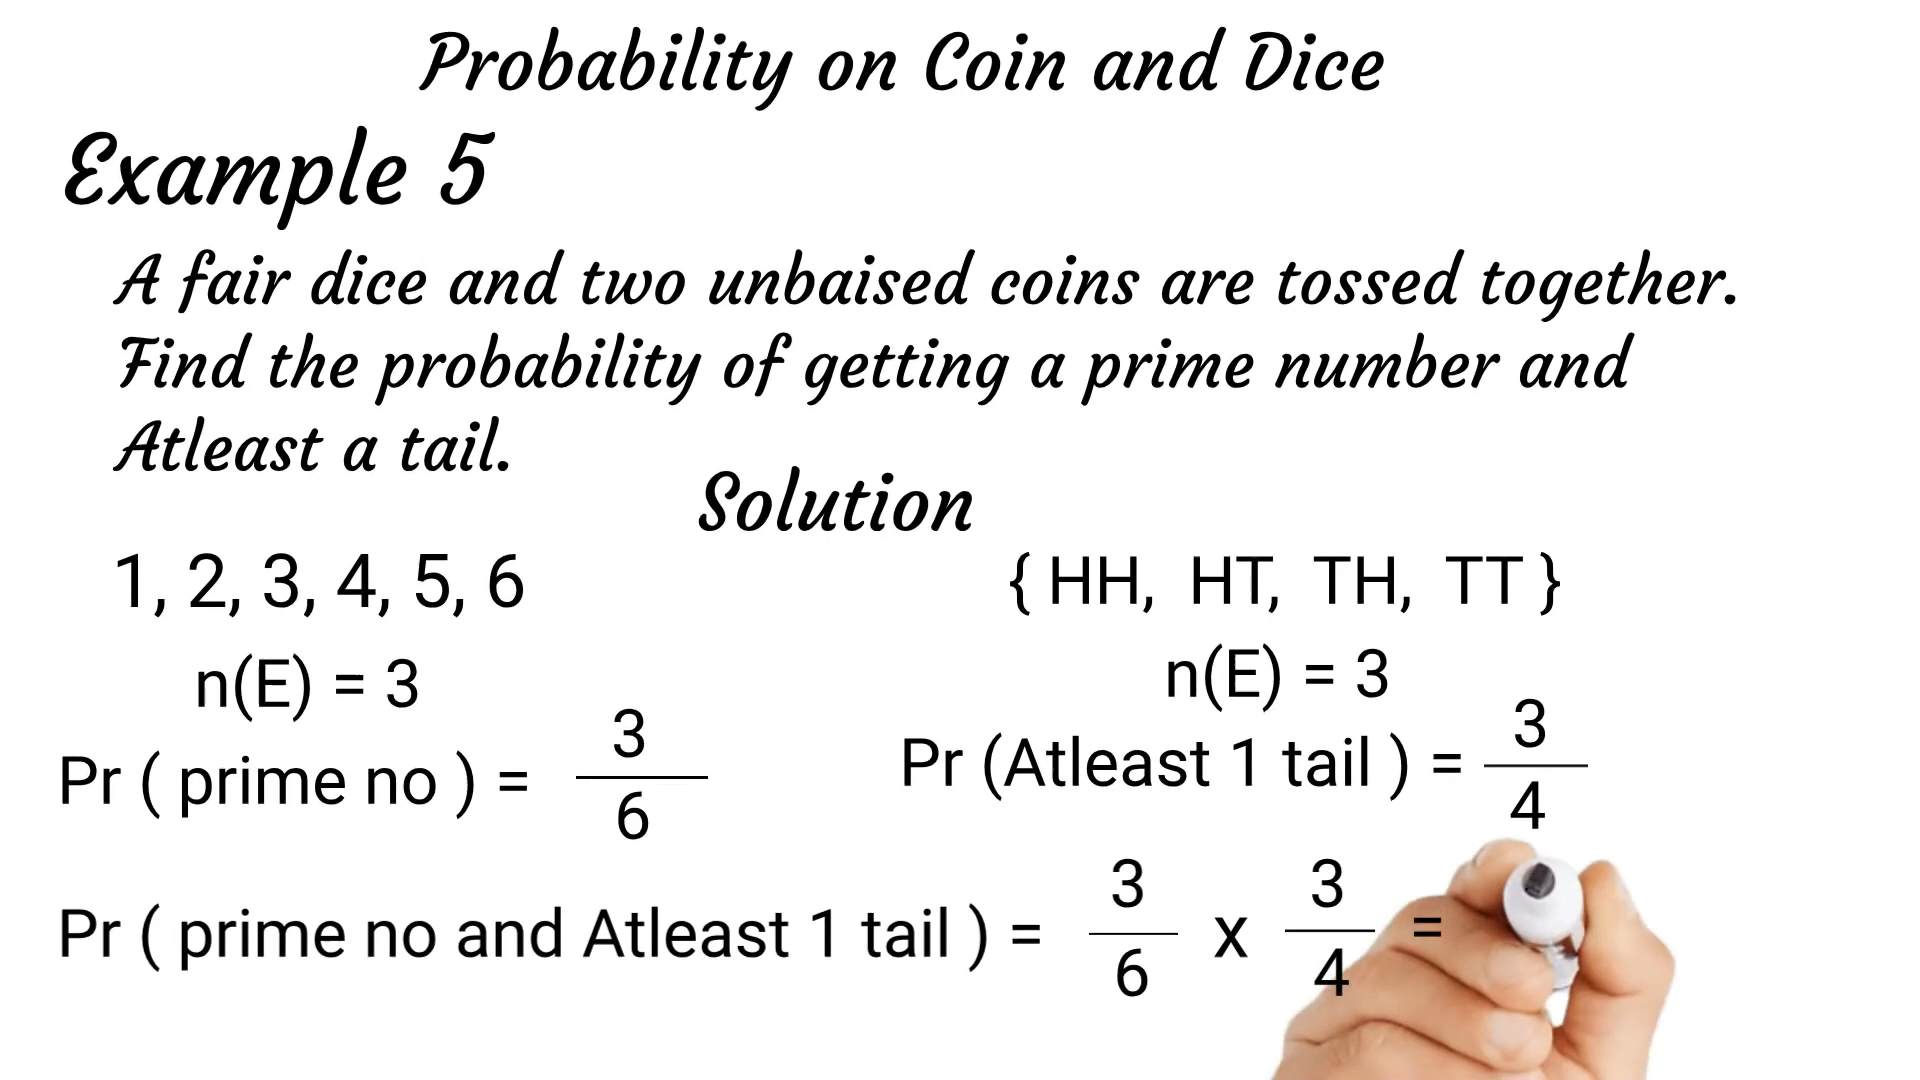 Probability on Coin and Dice
Example 5
A fair dice and two unbaised coins are tossed together.
Find the probability of getting a prime number and
Atleast a tail.
Solution
1, 2, 3, 4, 5, 6
{ HH, HT, TH, TT }
n(E) = 3
n(E) = 3
Pr ( prime no ) = 3/6
Pr (Atleast 1 tail ) = 3/4
Pr ( prime no and Atleast 1 tail ) = 3/6 x 3/4 =